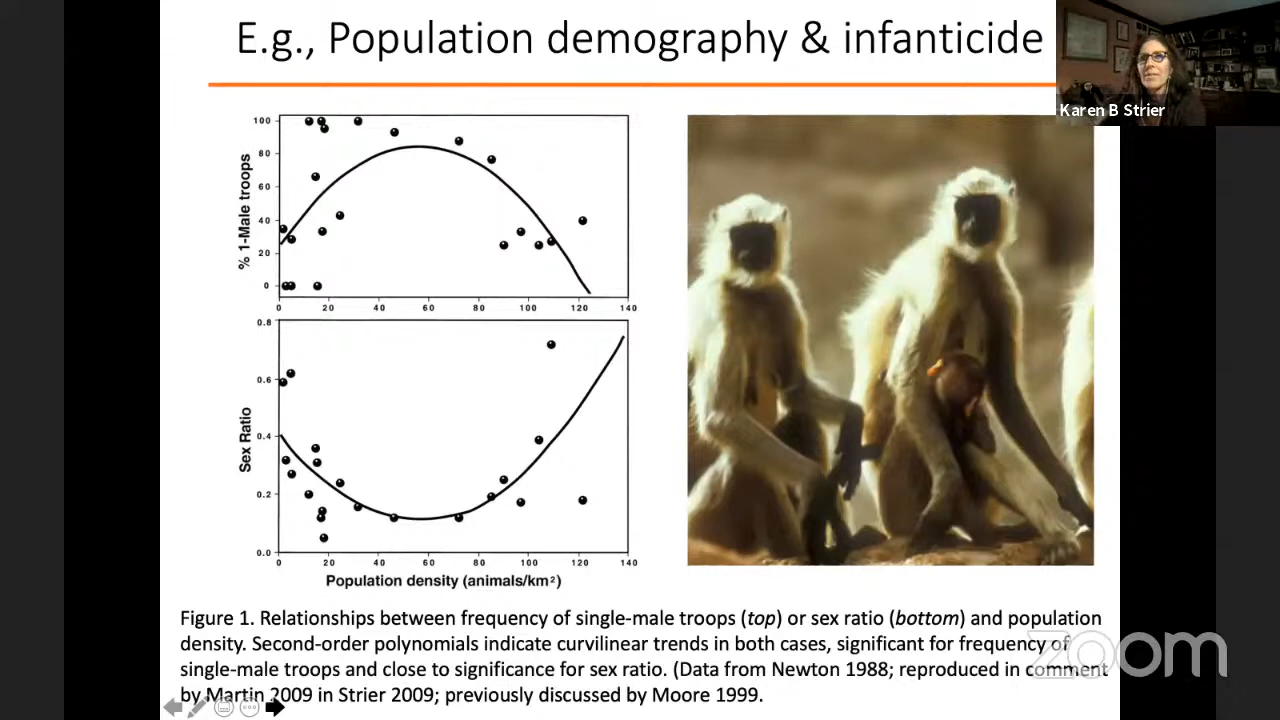 E.g., Population demography & infanticide
Karen B Strier
% 1-Male troops
100
80
60
40
20
0
0 20 40 60 80 100 120 140
Sex Ratio
0.8
0.6
0.4
0.2
0.0
0 20 40 60 80 100 120 140
Population density (animals/km²)
Figure 1. Relationships between frequency of single-male troops (top) or sex ratio (bottom) and population
density. Second-order polynomials indicate curvilinear trends in both cases, significant for frequency of
single-male troops and close to significance for sex ratio. (Data from Newton 1988; reproduced in comment
by Martin 2009 in Strier 2009; previously discussed by Moore 1999.
zoom